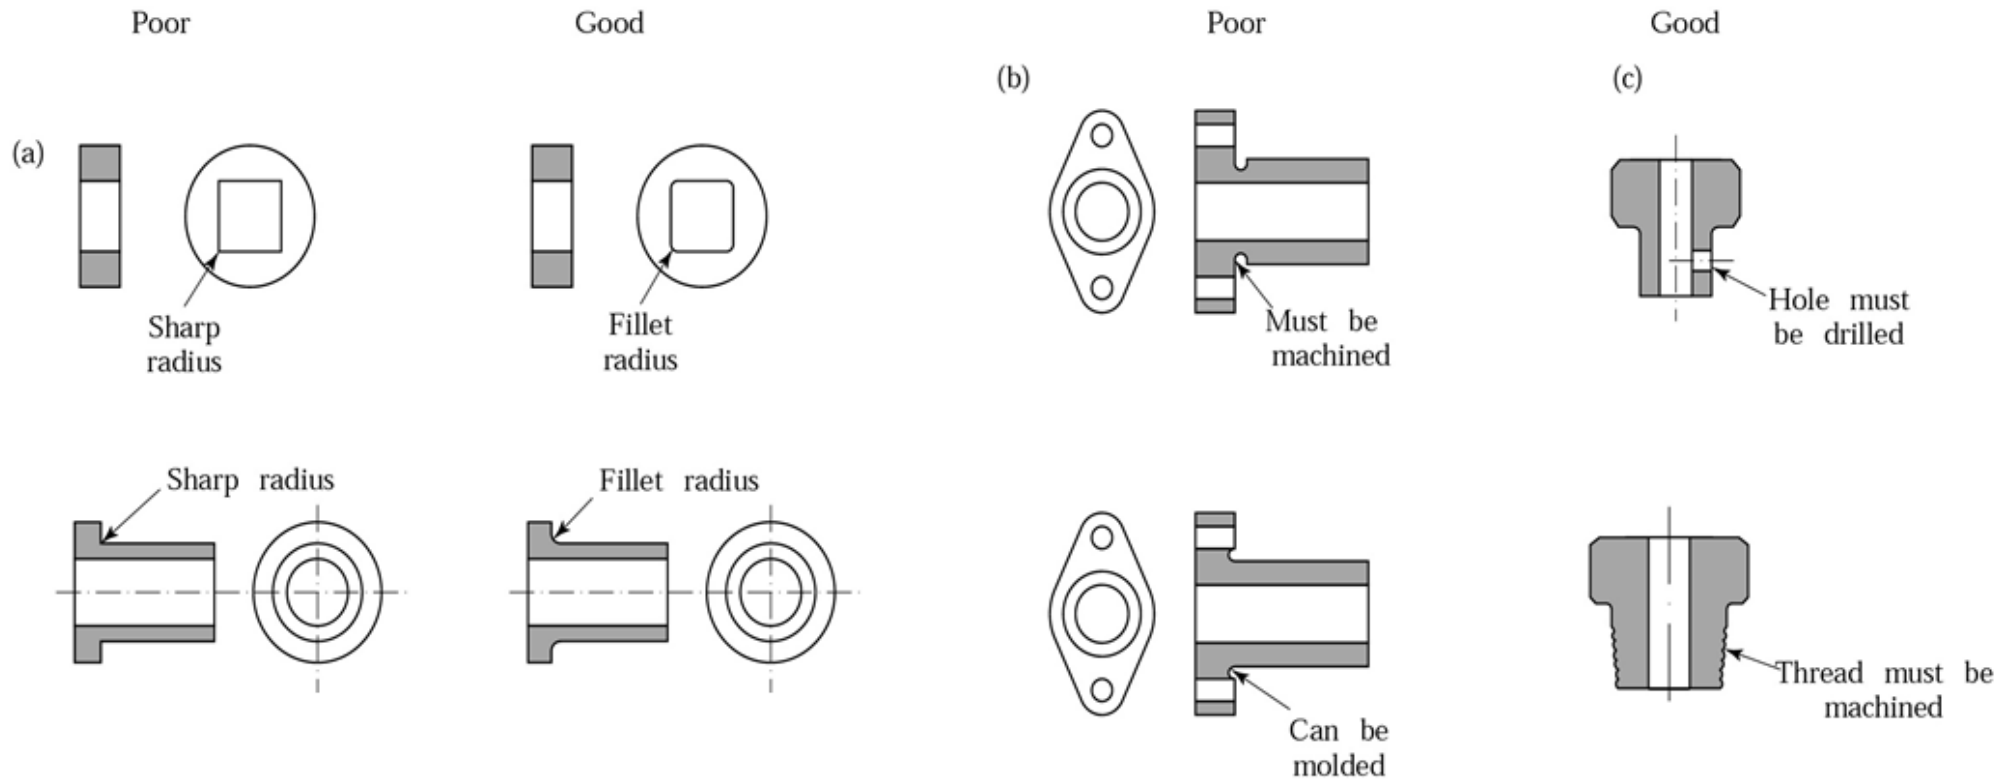 Poor
Good
Poor
Good
(a)
Sharp
radius
Fillet
radius
Sharp radius
Fillet radius
(b)
Must be
machined
Can be
molded
(c)
Hole must
be drilled
Thread must be
machined